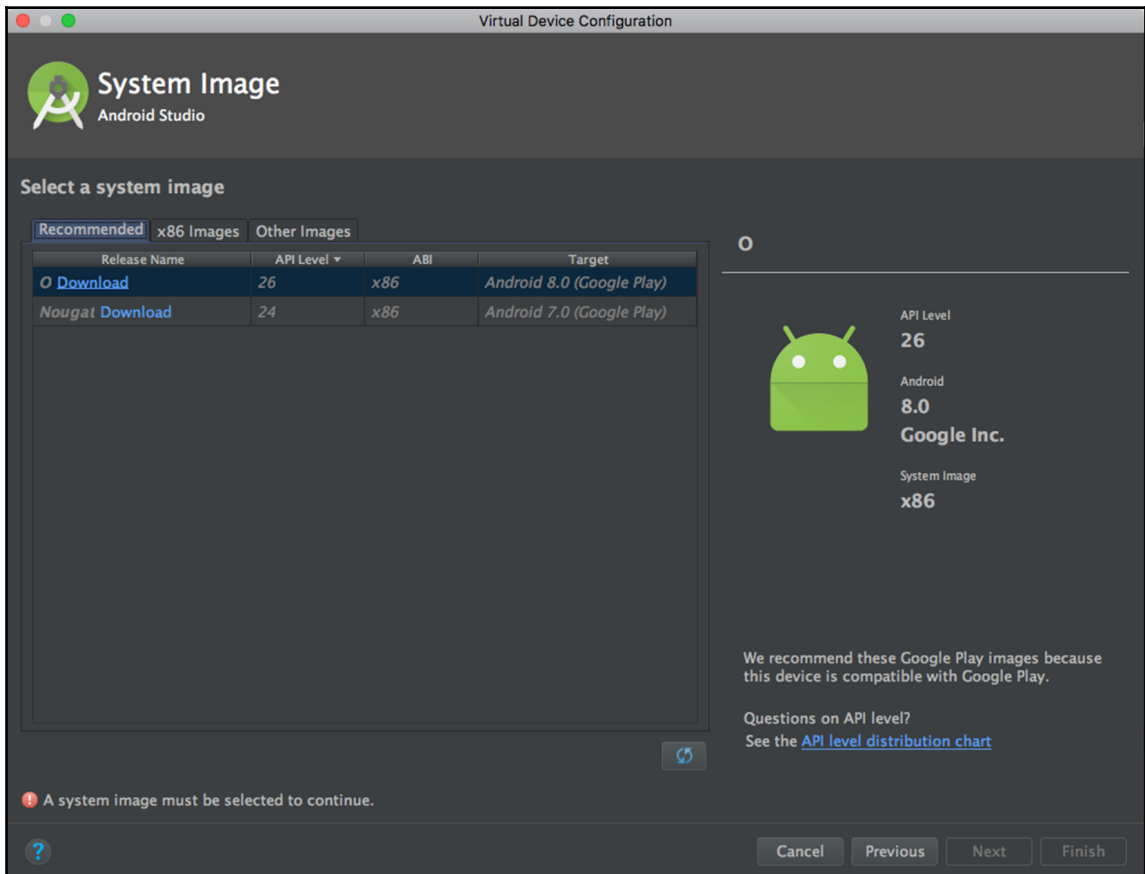 Virtual Device Configuration
System Image
Android Studio
Select a system image
Recommended x86 Images Other Images
Release Name API Level ABI Target
O Download 26 x86 Android 8.0 (Google Play)
Nougat Download 24 x86 Android 7.0 (Google Play)
O
API Level
26
Android
8.0
Google Inc.
System Image
x86
We recommend these Google Play images because
this device is compatible with Google Play.
Questions on API level?
See the API level distribution chart
! A system image must be selected to continue.
? Cancel Previous Next Finish